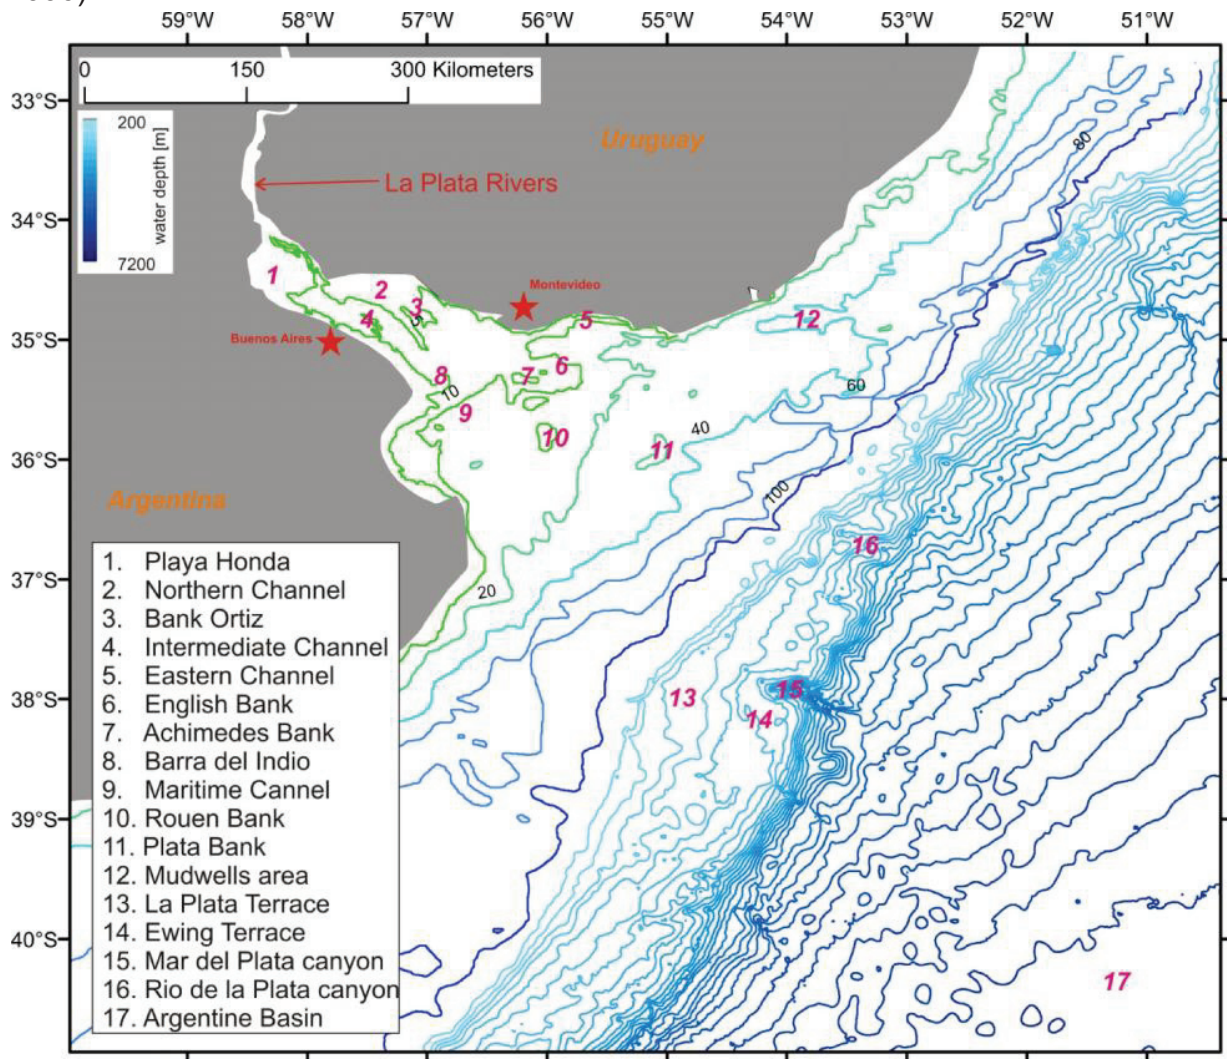 59°W 58°W 57°W 56°W 55°W 54°W 53°W 52°W 51°W
0 150 300 Kilometers
33°S
200
water depth [m]
7200
Uruguay
80
La Plata Rivers
34°S
1
2
Montevideo
3
4
5
5
12
Buenos Aires
35°S
6
7
8
10
9
60
40
10
11
36°S
100
Argentina
16
37°S
20
1. Playa Honda
2. Northern Channel
3. Bank Ortiz
4. Intermediate Channel
5. Eastern Channel
6. English Bank
7. Achimedes Bank
8. Barra del Indio
9. Maritime Cannel
10. Rouen Bank
11. Plata Bank
12. Mudwells area
13. La Plata Terrace
14. Ewing Terrace
15. Mar del Plata canyon
16. Rio de la Plata canyon
17. Argentine Basin
38°S
13
15
14
39°S
40°S
17